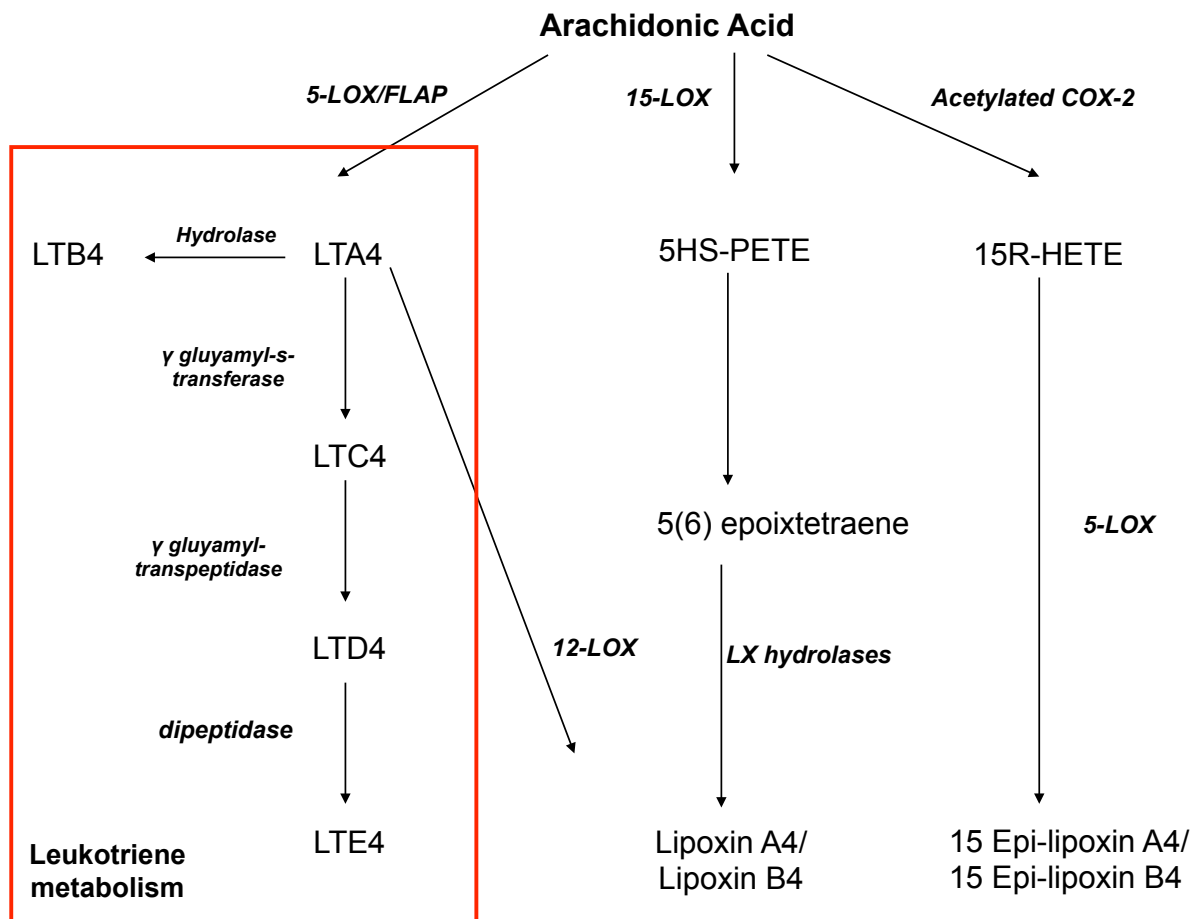 Arachidonic Acid
5-LOX/FLAP
15-LOX
Acetylated COX-2
Hydrolase
LTB4
LTA4
5HS-PETE
15R-HETE
γ gluyamyl-s-
transferase
LTC4
5(6) epoixtetraene
5-LOX
γ gluyamyl-
transpeptidase
LTD4
12-LOX
LX hydrolases
dipeptidase
LTE4
Leukotriene
metabolism
Lipoxin A4/
Lipoxin B4
15 Epi-lipoxin A4/
15 Epi-lipoxin B4